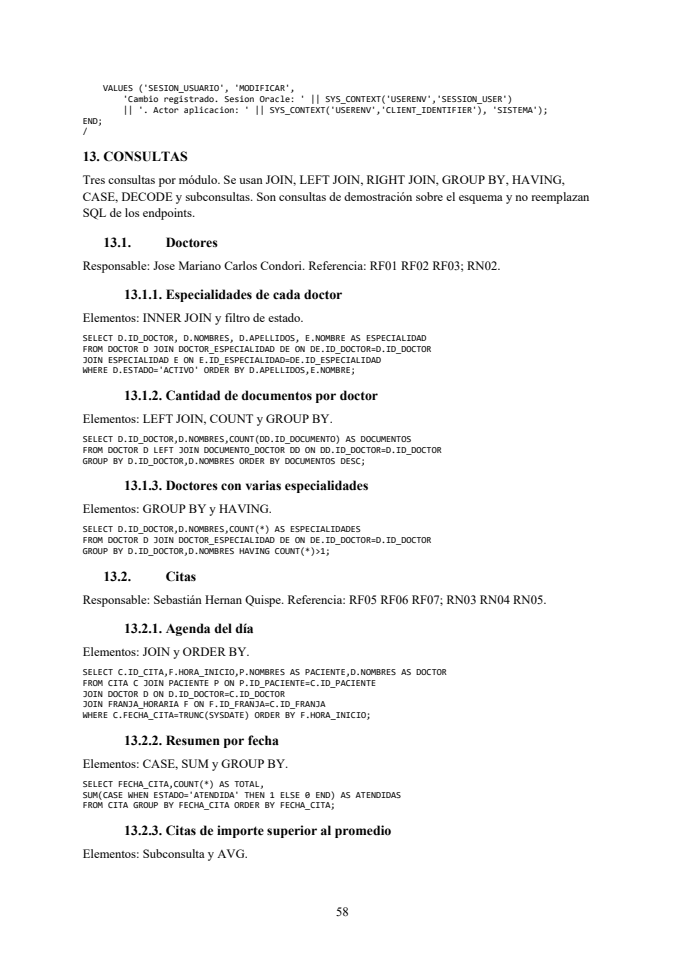 VALUES ('SESION_USUARIO', 'MODIFICAR',
'Cambio registrado. Sesion Oracle: ' || SYS_CONTEXT('USERENV','SESSION_USER')
|| '. Actor aplicacion: ' || SYS_CONTEXT('USERENV','CLIENT_IDENTIFIER'), 'SISTEMA');
END;
/
13. CONSULTAS
Tres consultas por módulo. Se usan JOIN, LEFT JOIN, RIGHT JOIN, GROUP BY, HAVING,
CASE, DECODE y subconsultas. Son consultas de demostración sobre el esquema y no reemplazan
SQL de los endpoints.
13.1. Doctores
Responsable: Jose Mariano Carlos Condori. Referencia: RF01 RF02 RF03; RN02.
13.1.1. Especialidades de cada doctor
Elementos: INNER JOIN y filtro de estado.
SELECT D.ID_DOCTOR, D.NOMBRES, D.APELLIDOS, E.NOMBRE AS ESPECIALIDAD
FROM DOCTOR D JOIN DOCTOR_ESPECIALIDAD DE ON DE.ID_DOCTOR=D.ID_DOCTOR
JOIN ESPECIALIDAD E ON E.ID_ESPECIALIDAD=DE.ID_ESPECIALIDAD
WHERE D.ESTADO='ACTIVO' ORDER BY D.APELLIDOS,E.NOMBRE;
13.1.2. Cantidad de documentos por doctor
Elementos: LEFT JOIN, COUNT y GROUP BY.
SELECT D.ID_DOCTOR,D.NOMBRES,COUNT(DD.ID_DOCUMENTO) AS DOCUMENTOS
FROM DOCTOR D LEFT JOIN DOCUMENTO_DOCTOR DD ON DD.ID_DOCTOR=D.ID_DOCTOR
GROUP BY D.ID_DOCTOR,D.NOMBRES ORDER BY DOCUMENTOS DESC;
13.1.3. Doctores con varias especialidades
Elementos: GROUP BY y HAVING.
SELECT D.ID_DOCTOR,D.NOMBRES,COUNT(*) AS ESPECIALIDADES
FROM DOCTOR D JOIN DOCTOR_ESPECIALIDAD DE ON DE.ID_DOCTOR=D.ID_DOCTOR
GROUP BY D.ID_DOCTOR,D.NOMBRES HAVING COUNT(*)>1;
13.2. Citas
Responsable: Sebastián Hernan Quispe. Referencia: RF05 RF06 RF07; RN03 RN04 RN05.
13.2.1. Agenda del día
Elementos: JOIN y ORDER BY.
SELECT C.ID_CITA,F.HORA_INICIO,P.NOMBRES AS PACIENTE,D.NOMBRES AS DOCTOR
FROM CITA C JOIN PACIENTE P ON P.ID_PACIENTE=C.ID_PACIENTE
JOIN DOCTOR D ON D.ID_DOCTOR=C.ID_DOCTOR
JOIN FRANJA_HORARIA F ON F.ID_FRANJA=C.ID_FRANJA
WHERE C.FECHA_CITA=TRUNC(SYSDATE) ORDER BY F.HORA_INICIO;
13.2.2. Resumen por fecha
Elementos: CASE, SUM y GROUP BY.
SELECT FECHA_CITA,COUNT(*) AS TOTAL,
SUM(CASE WHEN ESTADO='ATENDIDA' THEN 1 ELSE 0 END) AS ATENDIDAS
FROM CITA GROUP BY FECHA_CITA ORDER BY FECHA_CITA;
13.2.3. Citas de importe superior al promedio
Elementos: Subconsulta y AVG.
58